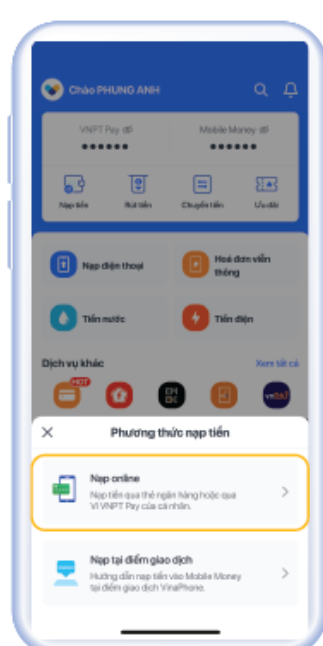 Chào PHUNG ANH
VNPT Pay
Mobile Money
Nạp tiền
Rút tiền
Chuyển tiền
Ưu đãi
Nạp điện thoại
Hoá đơn viễn
thông
Tiền nước
Tiền điện
Dịch vụ khác
Xem tất cả
HOT
Phương thức nạp tiền
Nạp online
Nạp tiền qua thẻ ngân hàng hoặc qua
Ví VNPT Pay của cá nhân.
Nạp tại điểm giao dịch
Hướng dẫn nạp tiền vào Mobile Money
tại điểm giao dịch VinaPhone.